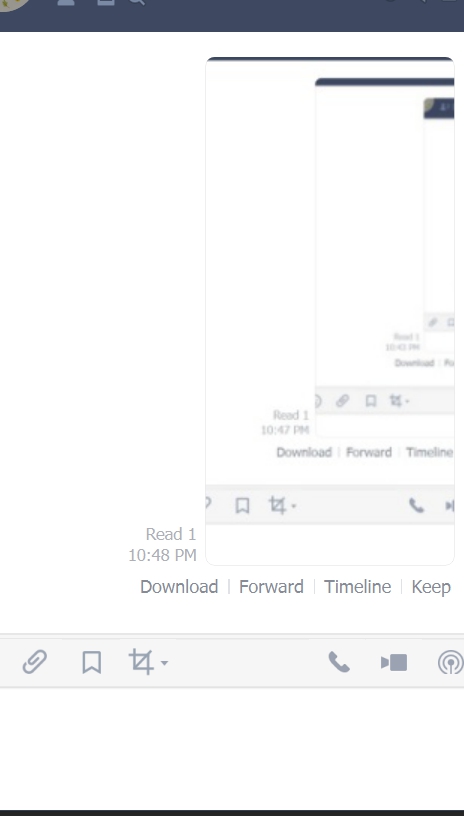 Read 1
10:43 PM
Download
Read 1
10:47 PM
Download | Forward | Timeline
Read 1
10:48 PM
Download | Forward | Timeline | Keep